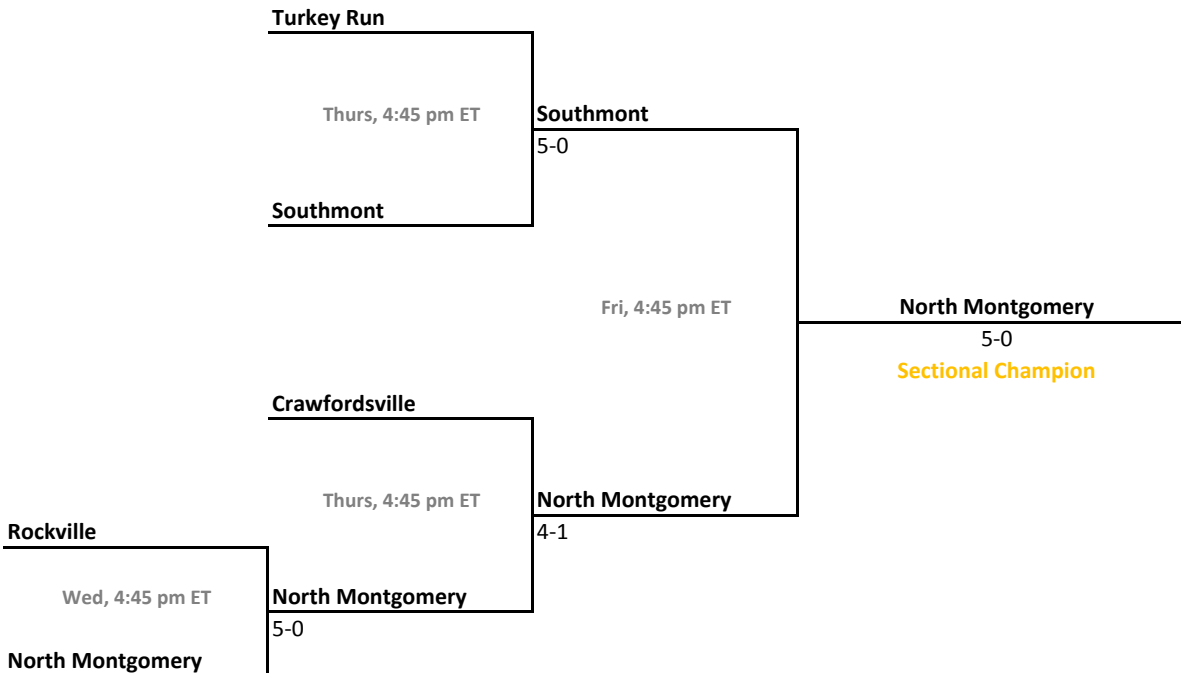 Turkey Run
Thurs, 4:45 pm ET
Southmont
5-0
Southmont
Fri, 4:45 pm ET
North Montgomery
5-0
Sectional Champion
Crawfordsville
Thurs, 4:45 pm ET
North Montgomery
4-1
Rockville
Wed, 4:45 pm ET
North Montgomery
5-0
North Montgomery